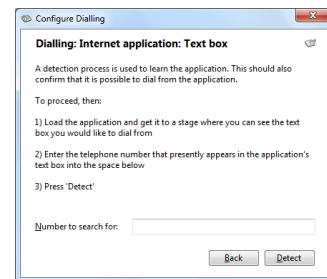 Configure Dialling
Dialling: Internet application: Text box
A detection process is used to learn the application. This should also
confirm that it is possible to dial from the application.
To proceed, then:
1) Load the application and get it to a stage where you can see the text
box you would like to dial from
2) Enter the telephone number that presently appears in the application's
text box into the space below
3) Press 'Detect'
Number to search for:
Back Detect